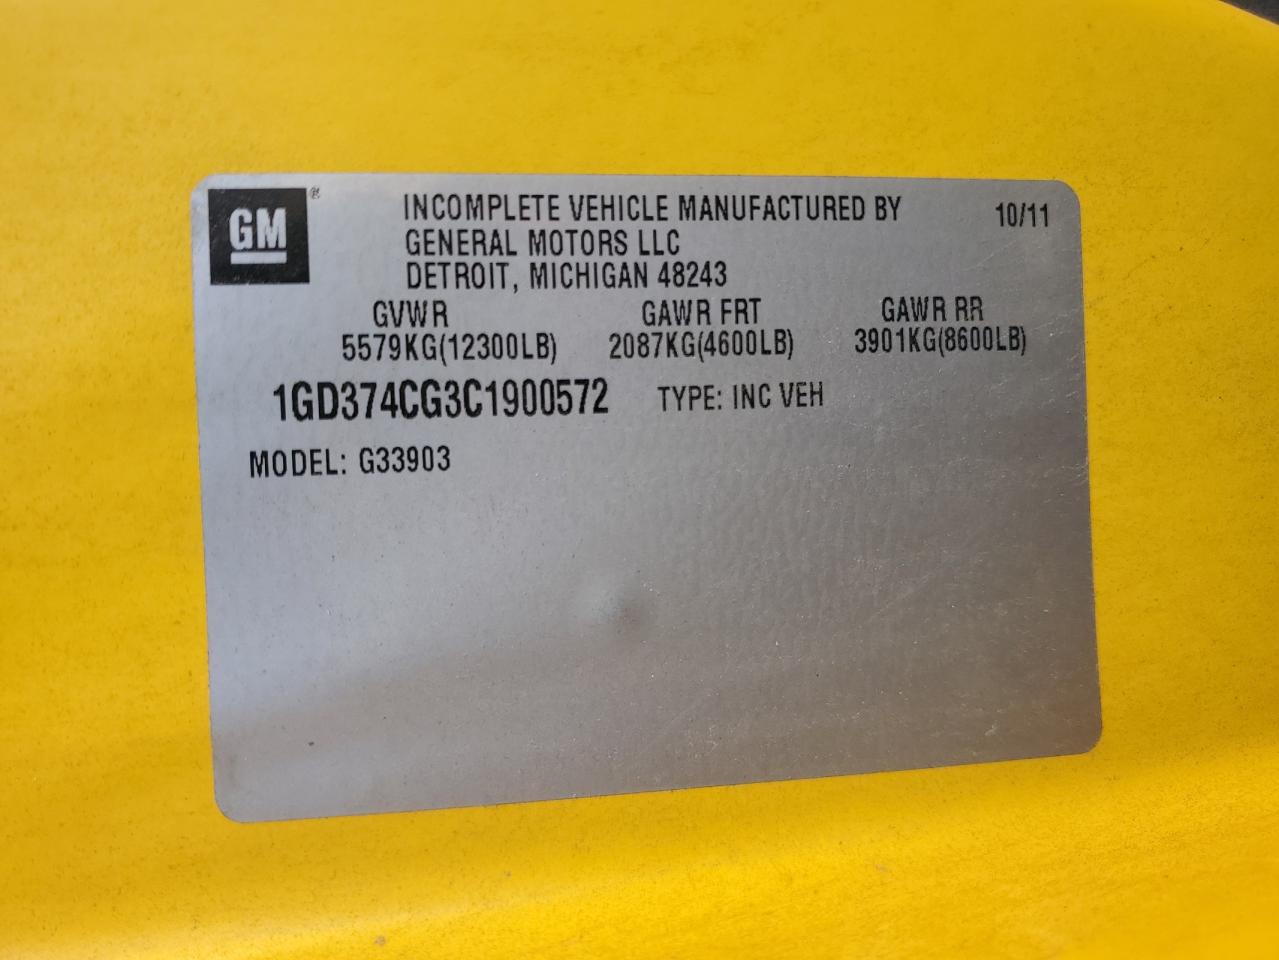 GM ® INCOMPLETE VEHICLE MANUFACTURED BY 10/11
GENERAL MOTORS LLC
DETROIT, MICHIGAN 48243
GVWR GAWR FRT GAWR RR
5579KG(12300LB) 2087KG(4600LB) 3901KG(8600LB)
1GD374CG3C1900572 TYPE: INC VEH
MODEL: G33903